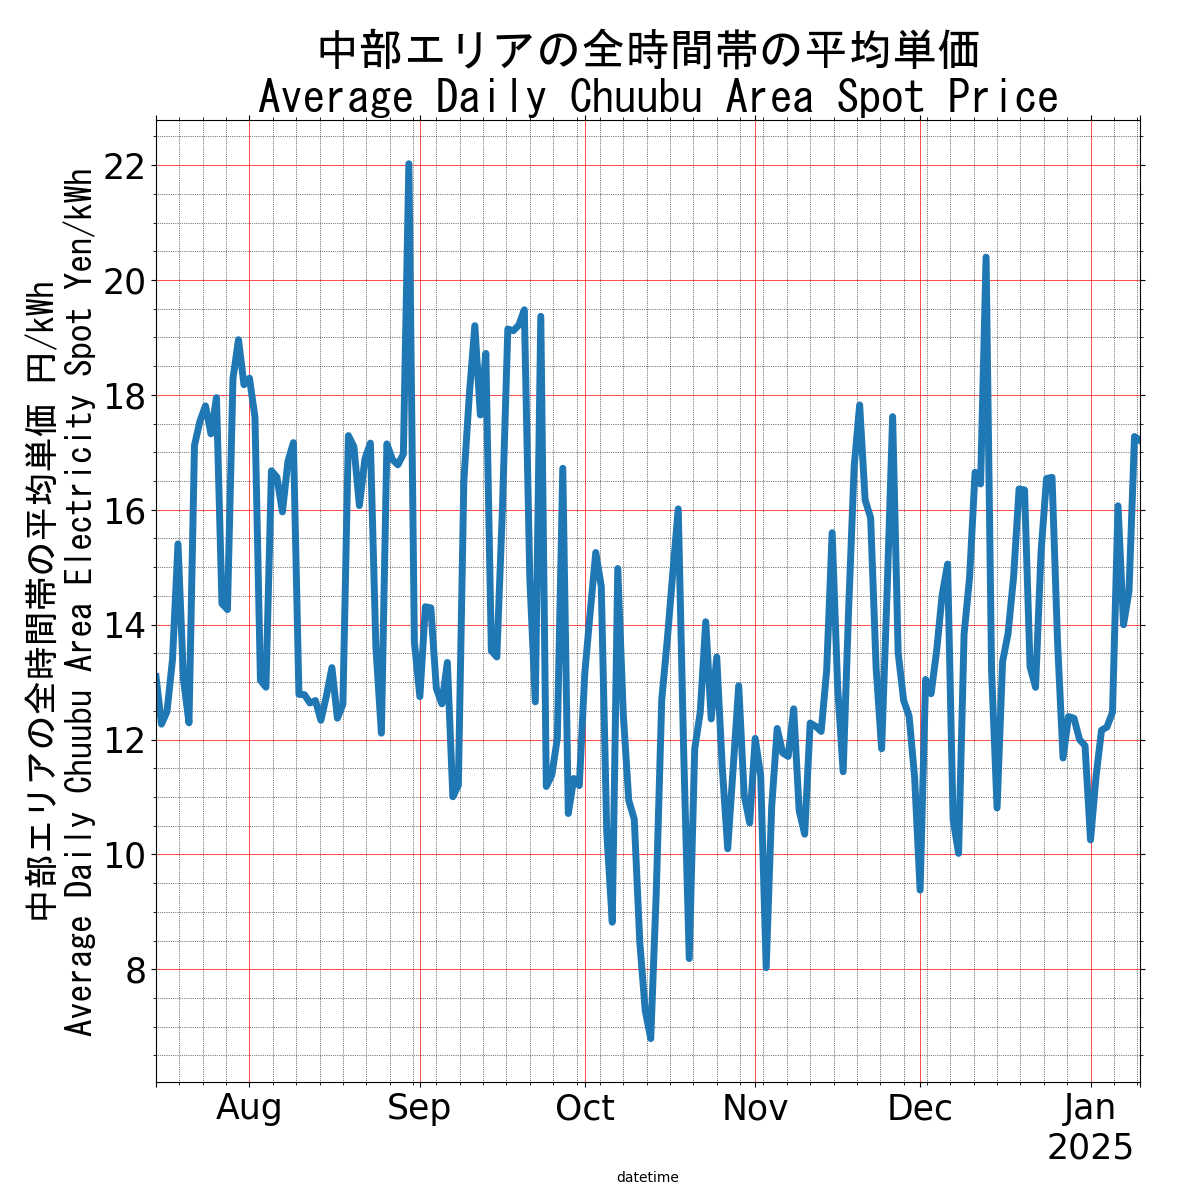 中部エリアの全時間帯の平均単価
Average Daily Chuubu Area Spot Price
中部エリアの全時間帯の平均単価 円/kWh
Average Daily Chuubu Area Electricity Spot Yen/kWh
22
20
18
16
14
12
10
8
Aug
Sep
Oct
Nov
Dec
Jan
2025
datetime